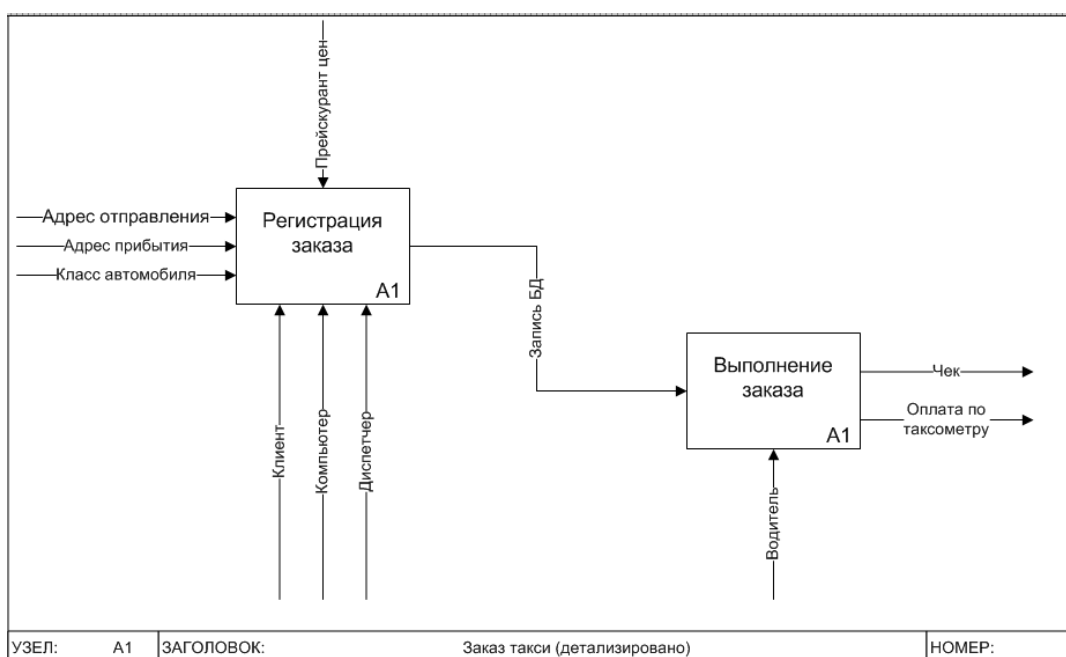 Прейскурант цен
Адрес отправления
Адрес прибытия
Класс автомобиля
Регистрация
заказа
A1
Запись БД
Клиент
Компьютер
Диспетчер
Выполнение
заказа
A1
Чек
Оплата по
таксометру
Водитель
УЗЕЛ: A1 ЗАГОЛОВОК: Заказ такси (детализировано) НОМЕР: